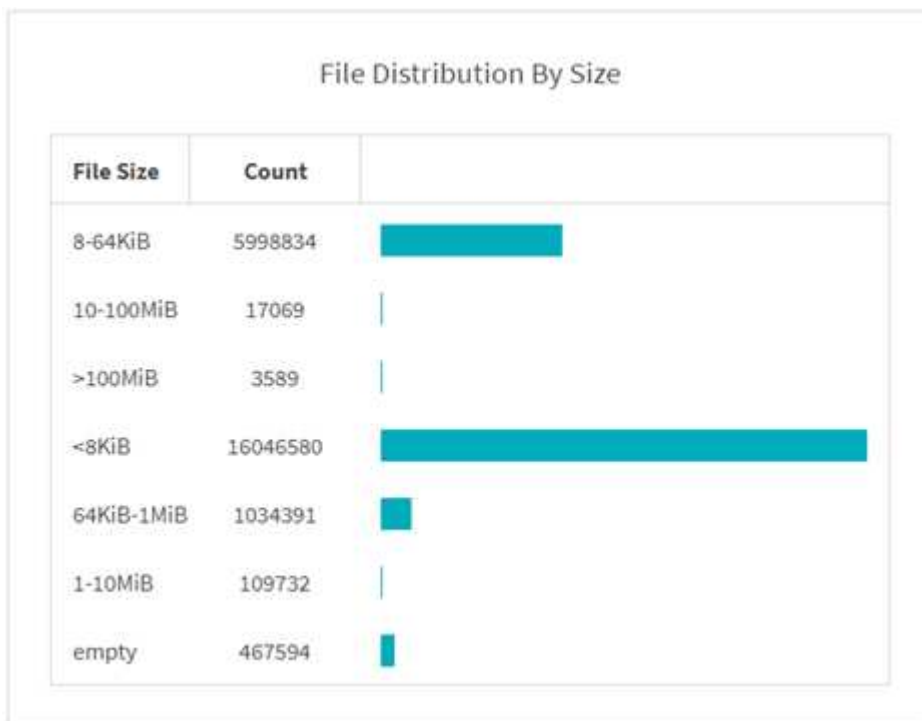 File Distribution By Size
File Size Count
8-64KiB 5998834
10-100MiB 17069
>100MiB 3589
<8KiB 16046580
64KiB-1MiB 1034391
1-10MiB 109732
empty 467594